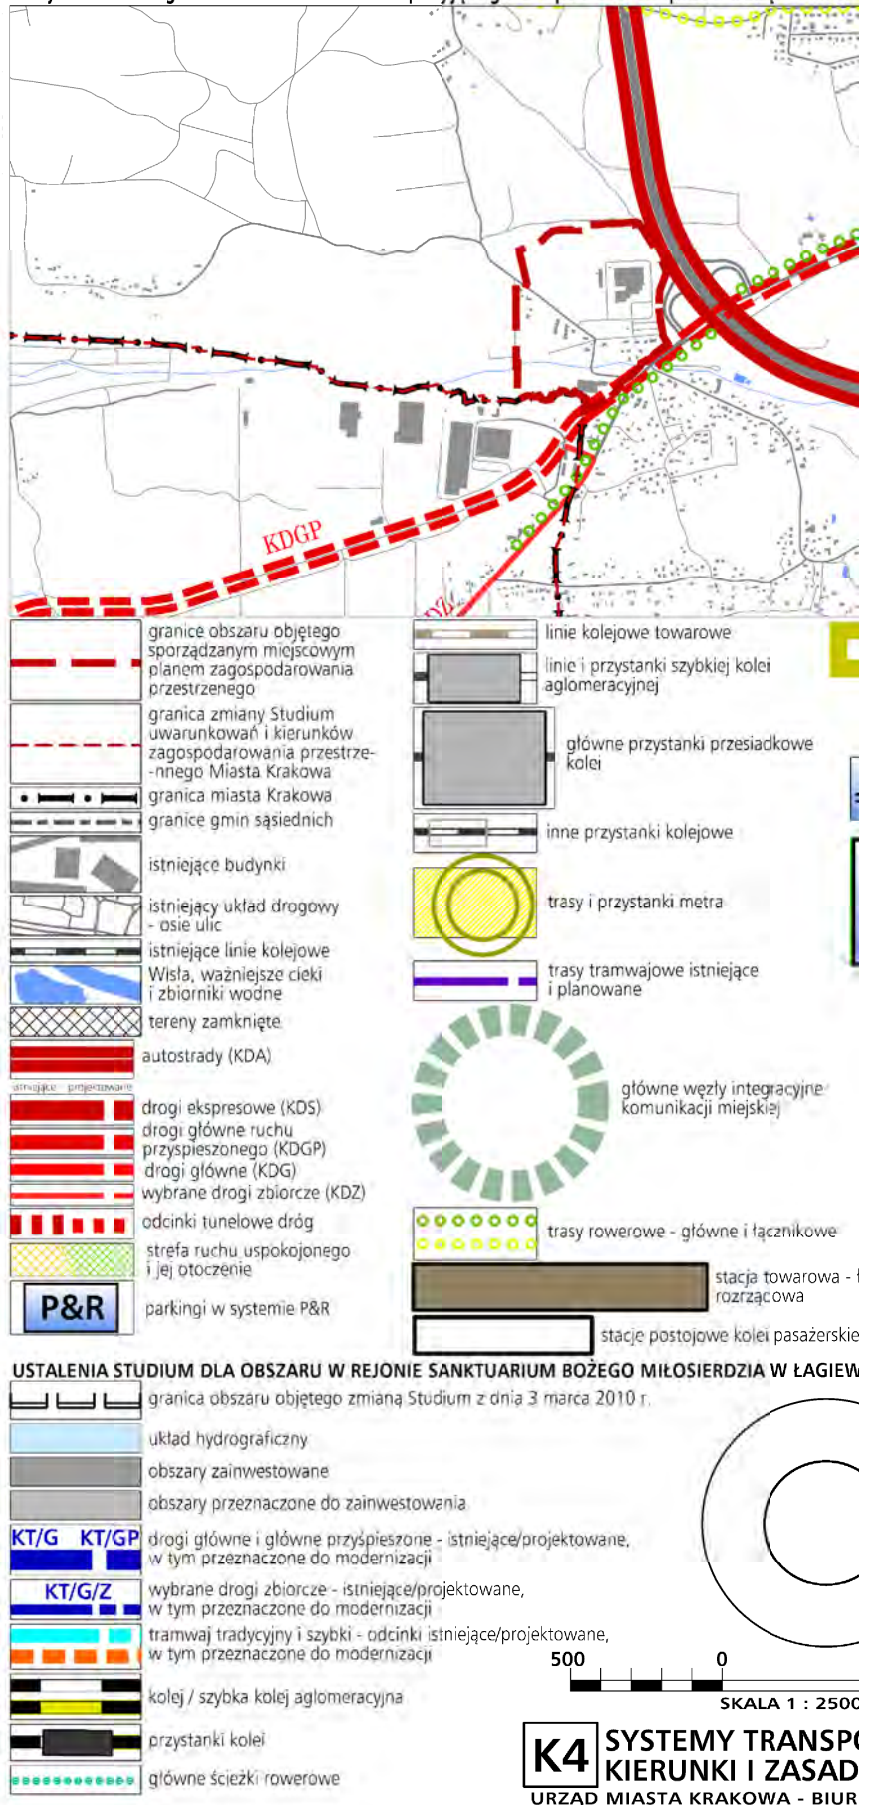 KDGP
DZ
granice obszaru objętego
sporządzanym miejscowym
planem zagospodarowania
przestrzenego
granica zmiany Studium
uwarunkowań i kierunków
zagospodarowania przestrze-
-nnego Miasta Krakowa
granica miasta Krakowa
granice gmin sąsiednich
istniejące budynki
istniejący układ drogowy
- osie ulic
istniejące linie kolejowe
Wisła, ważniejsze cieki
i zbiorniki wodne
tereny zamknięte
autostrady (KDA)
istniejące projektowane
drogi ekspresowe (KDS)
drogi główne ruchu
przyspieszonego (KDGP)
drogi główne (KDG)
wybrane drogi zbiorcze (KDZ)
odcinki tunelowe dróg
strefa ruchu uspokojonego
i jej otoczenie
P&R
parkingi w systemie P&R
linie kolejowe towarowe
linie i przystanki szybkiej kolei
aglomeracyjnej
główne przystanki przesiadkowe
kolei
inne przystanki kolejowe
trasy i przystanki metra
trasy tramwajowe istniejące
i planowane
główne węzły integracyjne
komunikacji miejskiej
trasy rowerowe - główne i łącznikowe
stacja towarowa -
rozrządowa
stacje postojowe kolei pasażerskie
USTALENIA STUDIUM DLA OBSZARU W REJONIE SANKTUARIUM BOŻEGO MIŁOSIERDZIA W ŁAGIEW
granica obszaru objętego zmianą Studium z dnia 3 marca 2010 r.
układ hydrograficzny
obszary zainwestowane
obszary przeznaczone do zainwestowania
KT/G KT/GP
drogi główne i główne przyśpieszone - istniejące/projektowane,
w tym przeznaczone do modernizacji
KT/G/Z
wybrane drogi zbiorcze - istniejące/projektowane,
w tym przeznaczone do modernizacji
tramwaj tradycyjny i szybki - odcinki istniejące/projektowane,
w tym przeznaczone do modernizacji
kolej / szybka kolej aglomeracyjna
przystanki kolei
główne ścieżki rowerowe
500 0
SKALA 1 : 2500
K4
SYSTEMY TRANSPO
KIERUNKI I ZASAD
URZĄD MIASTA KRAKOWA - BIUR